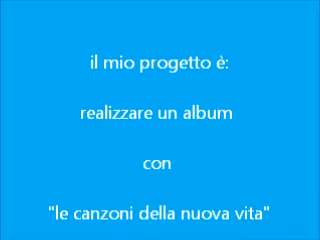 il mio progetto è:
realizzare un album
con
"le canzoni della nuova vita"